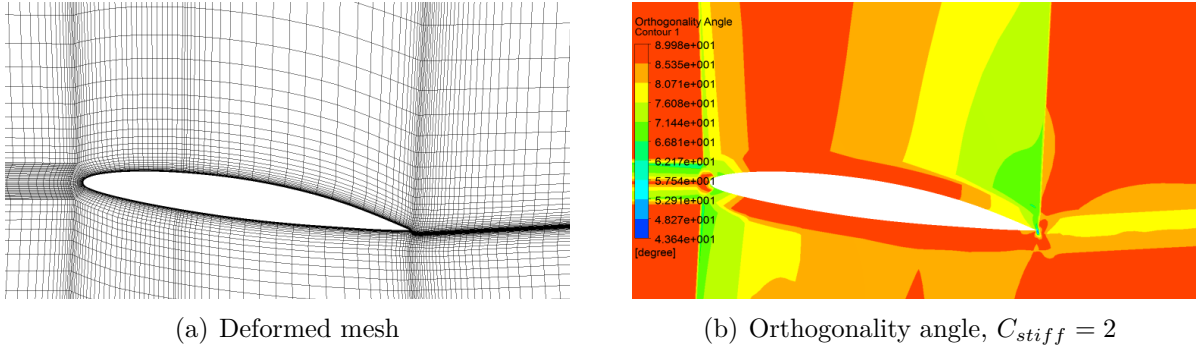 Orthogonality Angle
Contour 1
8.998e+001
8.535e+001
8.071e+001
7.608e+001
7.144e+001
6.681e+001
6.217e+001
5.754e+001
5.291e+001
4.827e+001
4.364e+001
[degree]
(a) Deformed mesh
(b) Orthogonality angle, C_{stiff} = 2